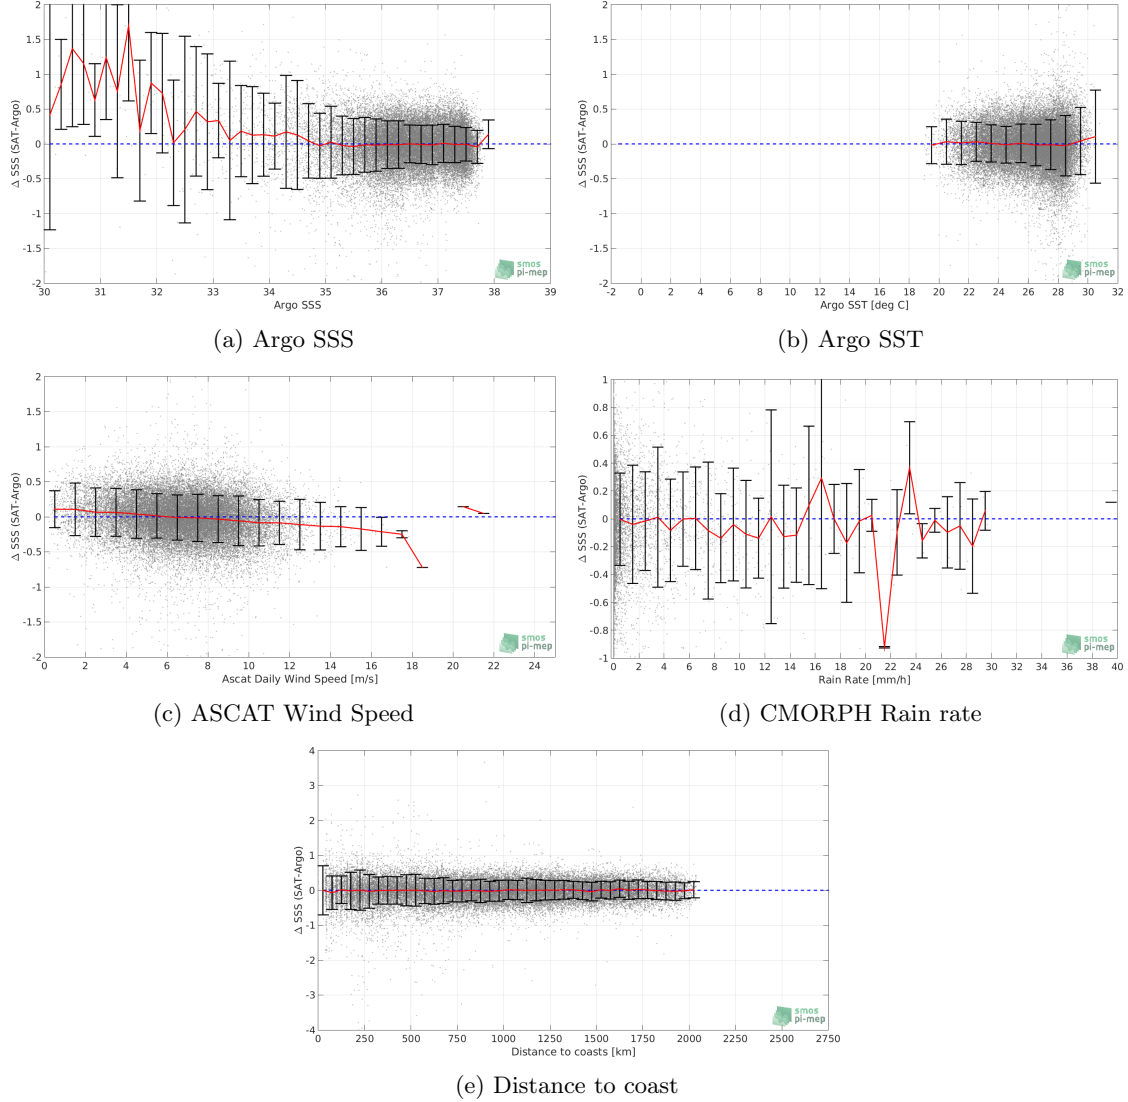 2
1.5
1
0.5
0
-0.5
-1
-1.5
-2
Δ SSS (SAT-Argo)
30 31 32 33 34 35 36 37 38 39
Argo SSS
smos
pi-mep
(a) Argo SSS
2
1.5
1
0.5
0
-0.5
-1
-1.5
-2
Δ SSS (SAT-Argo)
-2 0 2 4 6 8 10 12 14 16 18 20 22 24 26 28 30 32
Argo SST [deg C]
smos
pi-mep
(b) Argo SST
2
1.5
1
0.5
0
-0.5
-1
-1.5
-2
Δ SSS (SAT-Argo)
0 2 4 6 8 10 12 14 16 18 20 22 24
Ascat Daily Wind Speed [m/s]
smos
pi-mep
(c) ASCAT Wind Speed
1
0.8
0.6
0.4
0.2
0
-0.2
-0.4
-0.6
-0.8
-1
Δ SSS (SAT-Argo)
0 2 4 6 8 10 12 14 16 18 20 22 24 26 28 30 32 34 36 38 40
Rain Rate [mm/h]
smos
pi-mep
(d) CMORPH Rain rate
4
3
2
1
0
-1
-2
-3
-4
Δ SSS (SAT-Argo)
0 250 500 750 1000 1250 1500 1750 2000 2250 2500 2750
Distance to coasts [km]
smos
pi-mep
(e) Distance to coast